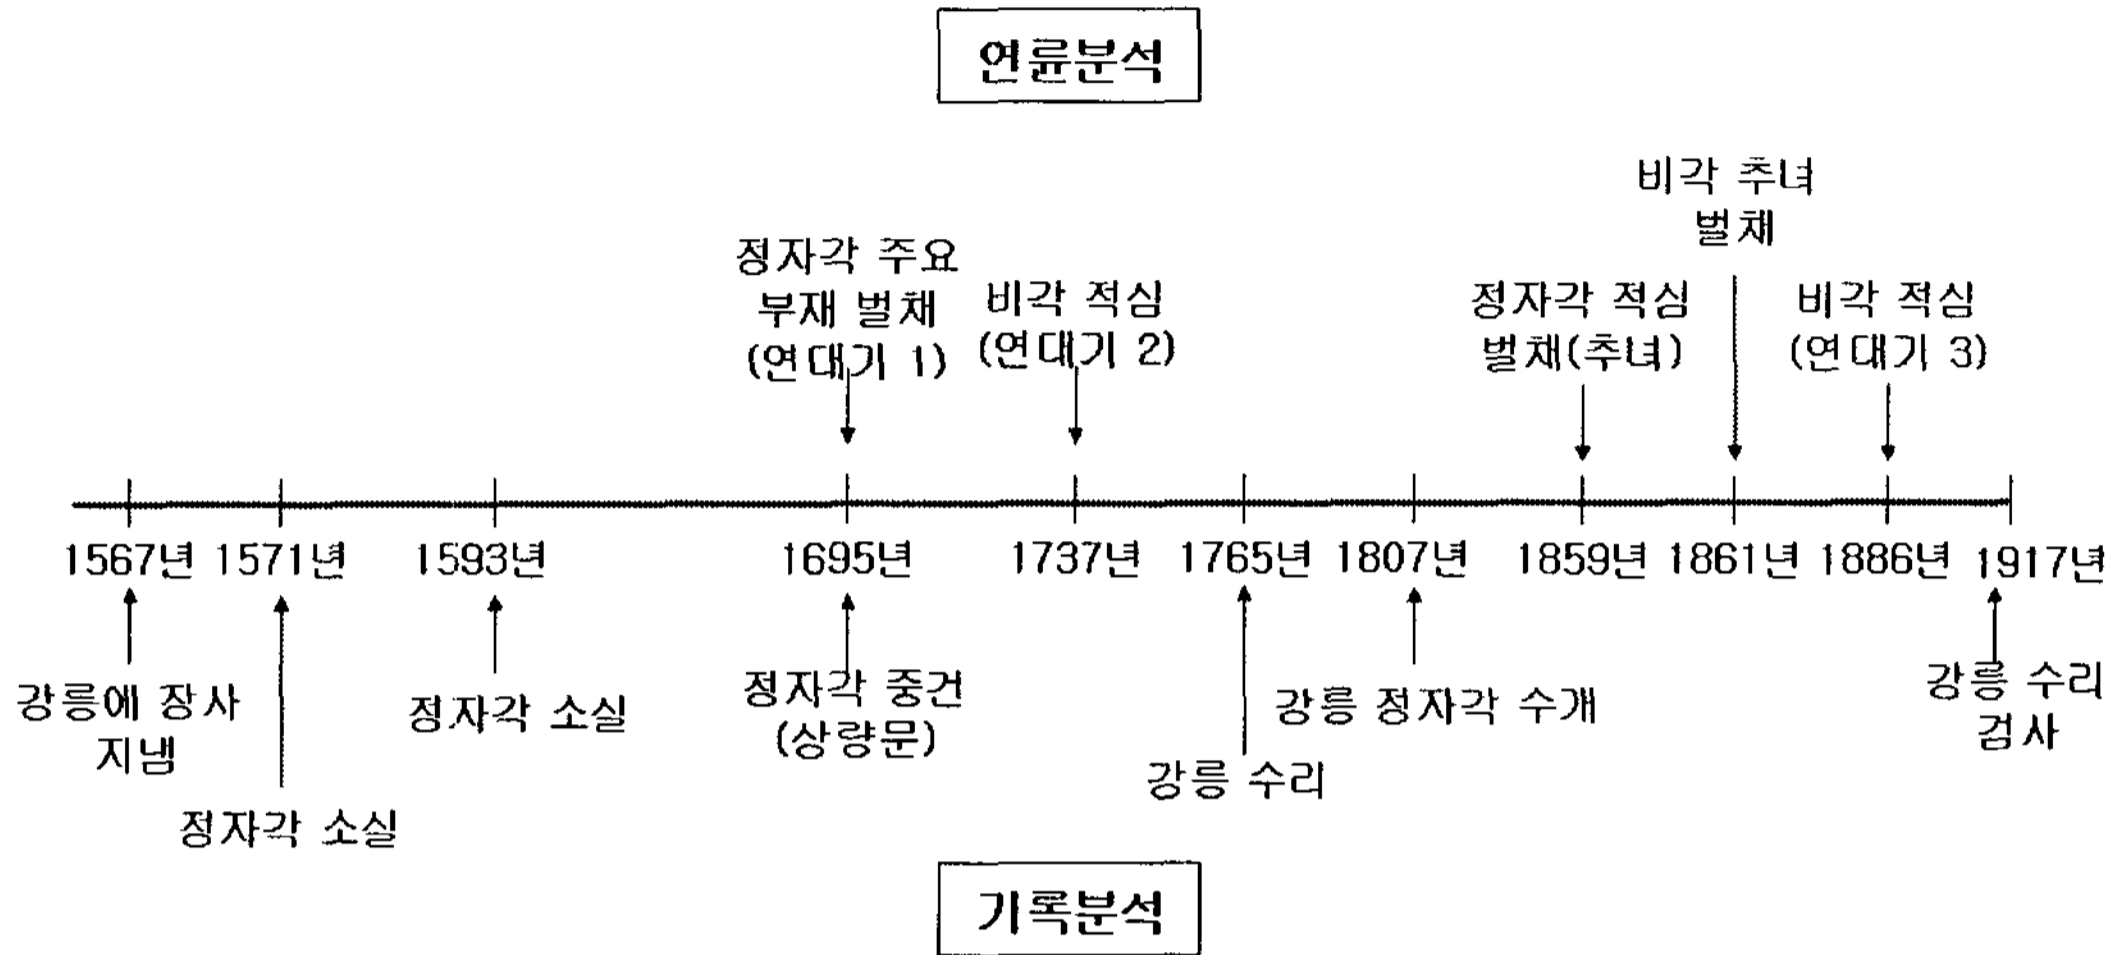 연륜분석
비각 추녀
벌채
정자각 주요
부재 벌채
(연대기 1)
비각 적심
(연대기 2)
정자각 적심
벌채(추녀)
비각 적심
(연대기 3)
1567년 1571년 1593년 1695년 1737년 1765년 1807년 1859년 1861년 1886년 1917년
강릉에 장사
지냄
정자각 소실
정자각 소실
정자각 중건
(상량문)
강릉 수리
강릉 정자각 수개
강릉 수리
검사
기록분석